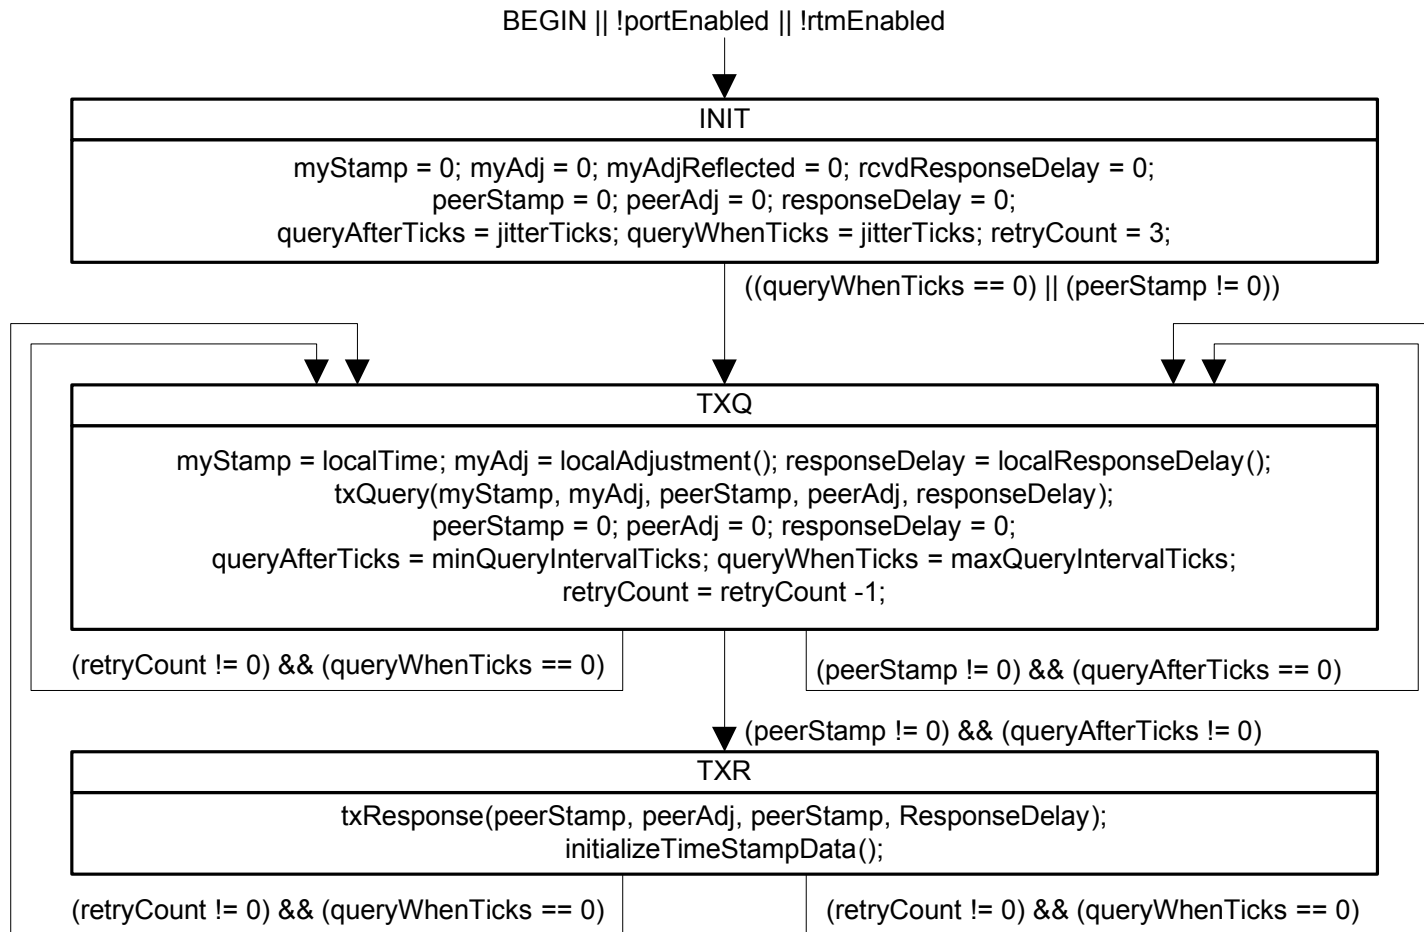 BEGIN || !portEnabled || !rtmEnabled
INIT
myStamp = 0; myAdj = 0; myAdjReflected = 0; rcvdResponseDelay = 0;
peerStamp = 0; peerAdj = 0; responseDelay = 0;
queryAfterTicks = jitterTicks; queryWhenTicks = jitterTicks; retryCount = 3;
((queryWhenTicks == 0) || (peerStamp != 0))
TXQ
myStamp = localTime; myAdj = localAdjustment(); responseDelay = localResponseDelay();
txQuery(myStamp, myAdj, peerStamp, peerAdj, responseDelay);
peerStamp = 0; peerAdj = 0; responseDelay = 0;
queryAfterTicks = minQueryIntervalTicks; queryWhenTicks = maxQueryIntervalTicks;
retryCount = retryCount -1;
(retryCount != 0) && (queryWhenTicks == 0)
(peerStamp != 0) && (queryAfterTicks == 0)
(peerStamp != 0) && (queryAfterTicks != 0)
TXR
txResponse(peerStamp, peerAdj, peerStamp, ResponseDelay);
initializeTimeStampData();
(retryCount != 0) && (queryWhenTicks == 0)
(retryCount != 0) && (queryWhenTicks == 0)